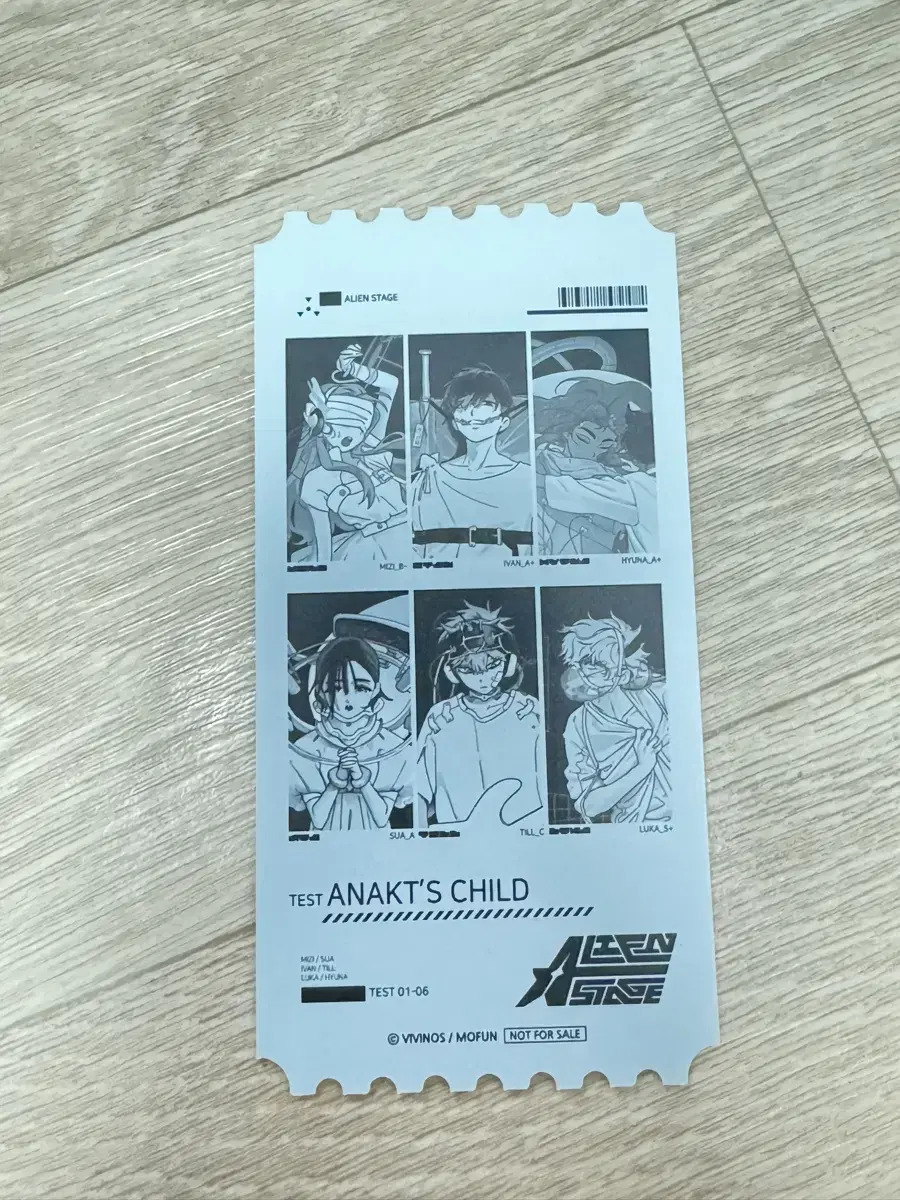 ALIEN STAGE
MIZI_B-
IVAN_A+
HYUNA_A+
SUA_A
TILL_C
LUKA_S+
TEST ANAKT'S CHILD
MIZI / SUA
IVAN / TILL
LUKA / HYUNA
TEST 01-06
ALIEN
STAGE
© VIVINOS / MOFUN NOT FOR SALE